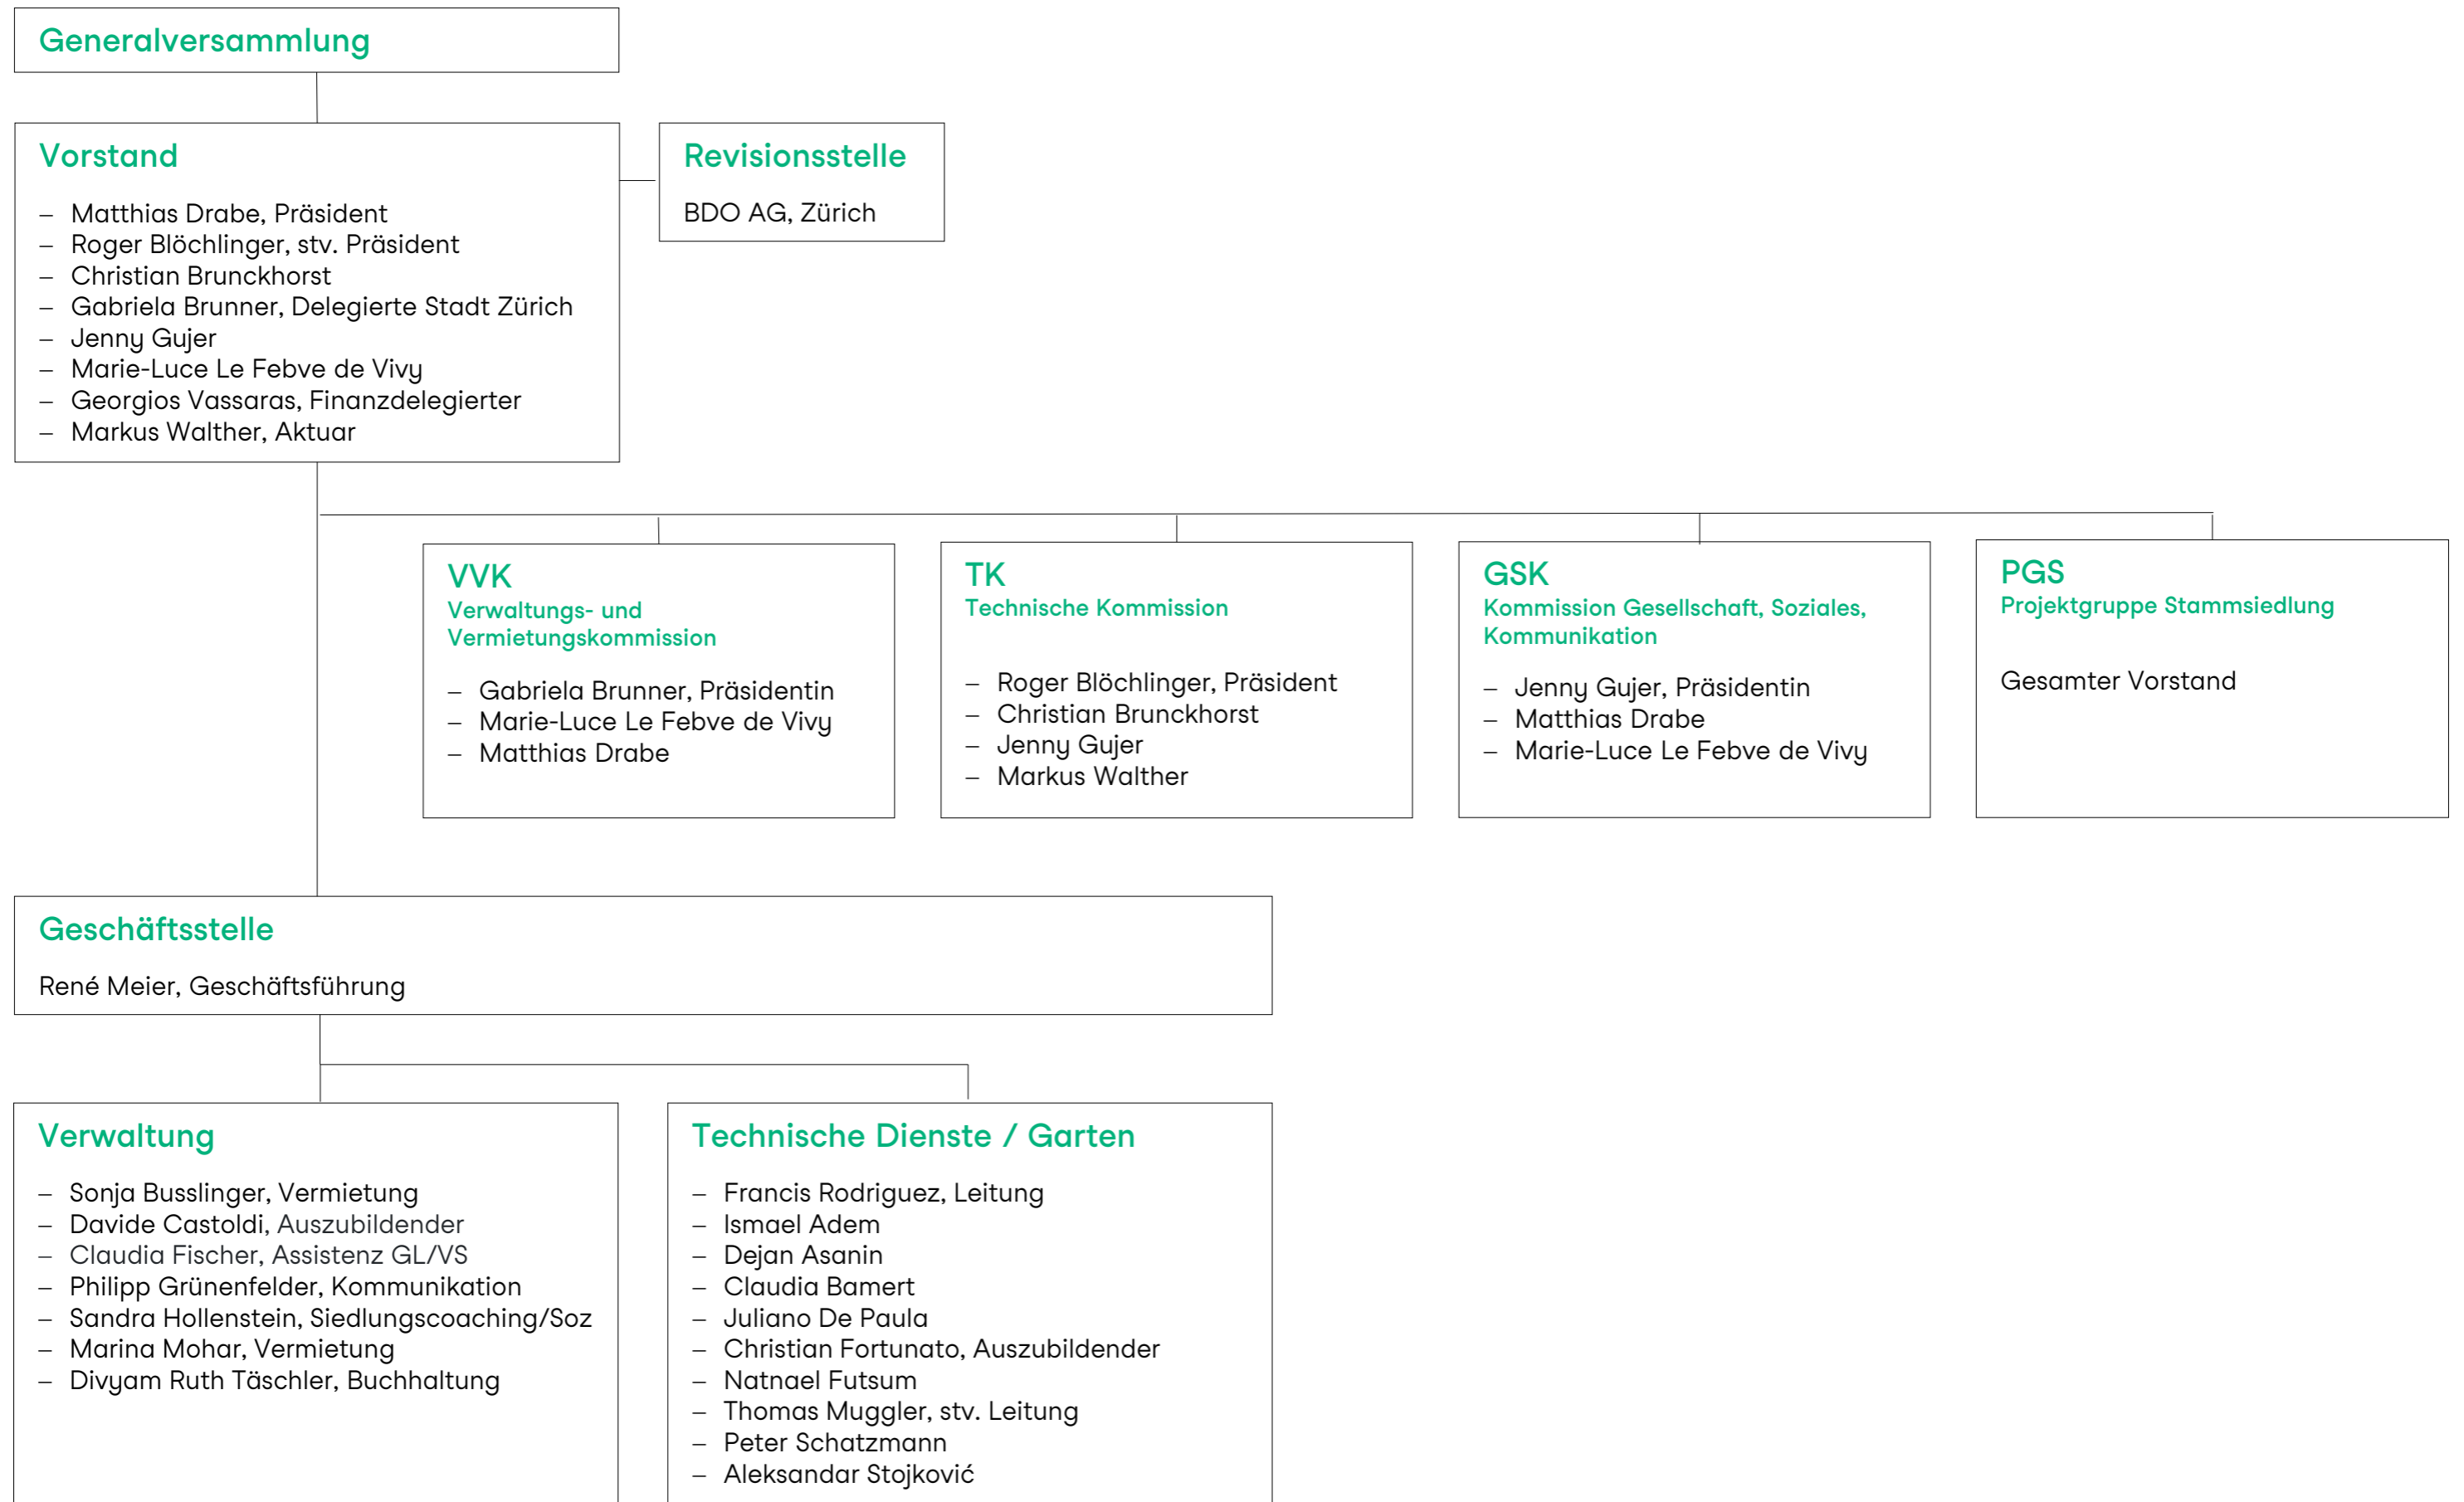 Generalversammlung
Vorstand
– Matthias Drabe, Präsident
– Roger Blöchlinger, stv. Präsident
– Christian Brunckhorst
– Gabriela Brunner, Delegierte Stadt Zürich
– Jenny Gujer
– Marie-Luce Le Febve de Vivy
– Georgios Vassaras, Finanzdelegierter
– Markus Walther, Aktuar
Revisionsstelle
BDO AG, Zürich
VVK
Verwaltungs- und
Vermietungskommission
– Gabriela Brunner, Präsidentin
– Marie-Luce Le Febve de Vivy
– Matthias Drabe
TK
Technische Kommission
– Roger Blöchlinger, Präsident
– Christian Brunckhorst
– Jenny Gujer
– Markus Walther
GSK
Kommission Gesellschaft, Soziales,
Kommunikation
– Jenny Gujer, Präsidentin
– Matthias Drabe
– Marie-Luce Le Febve de Vivy
PGS
Projektgruppe Stammsiedlung
Gesamter Vorstand
Geschäftsstelle
René Meier, Geschäftsführung
Verwaltung
– Sonja Busslinger, Vermietung
– Davide Castoldi, Auszubildender
– Claudia Fischer, Assistenz GL/VS
– Philipp Grünenfelder, Kommunikation
– Sandra Hollenstein, Siedlungscoaching/Soz
– Marina Mohar, Vermietung
– Divyam Ruth Täschler, Buchhaltung
Technische Dienste / Garten
– Francis Rodriguez, Leitung
– Ismael Adem
– Dejan Asanin
– Claudia Bamert
– Juliano De Paula
– Christian Fortunato, Auszubildender
– Natnael Futsum
– Thomas Muggler, stv. Leitung
– Peter Schatzmann
– Aleksandar Stojković